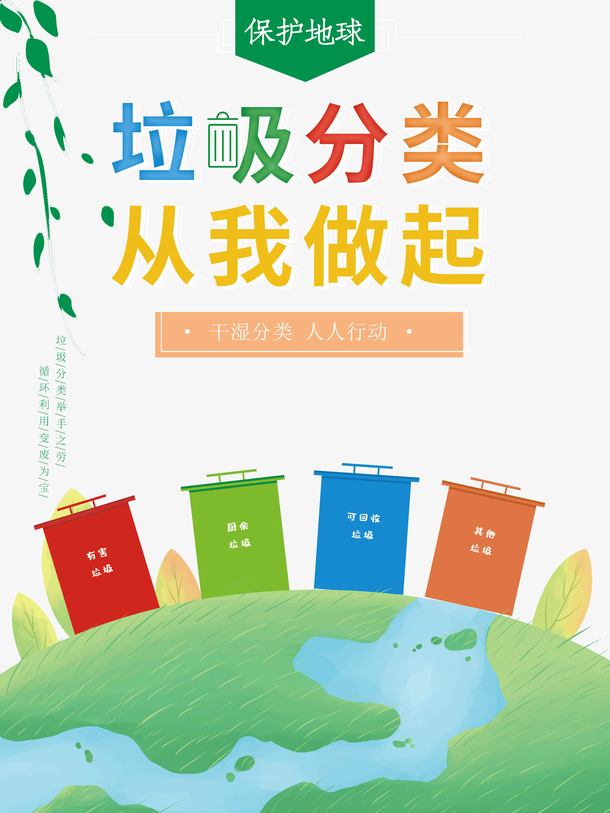 保护地球
垃圾分类
从我做起
• 干湿分类 人人行动 •
垃/圾/分/类/举/手/之/劳/
循/环/利/用/变/废/为/宝/
有害
垃圾
厨余
垃圾
可回收
垃圾
其他
垃圾